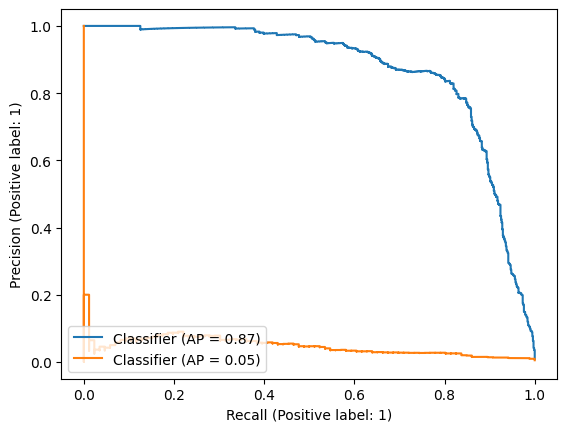 1.0
0.8
0.6
0.4
0.2
0.0
Precision (Positive label: 1)
Classifier (AP = 0.87)
Classifier (AP = 0.05)
0.0 0.2 0.4 0.6 0.8 1.0
Recall (Positive label: 1)